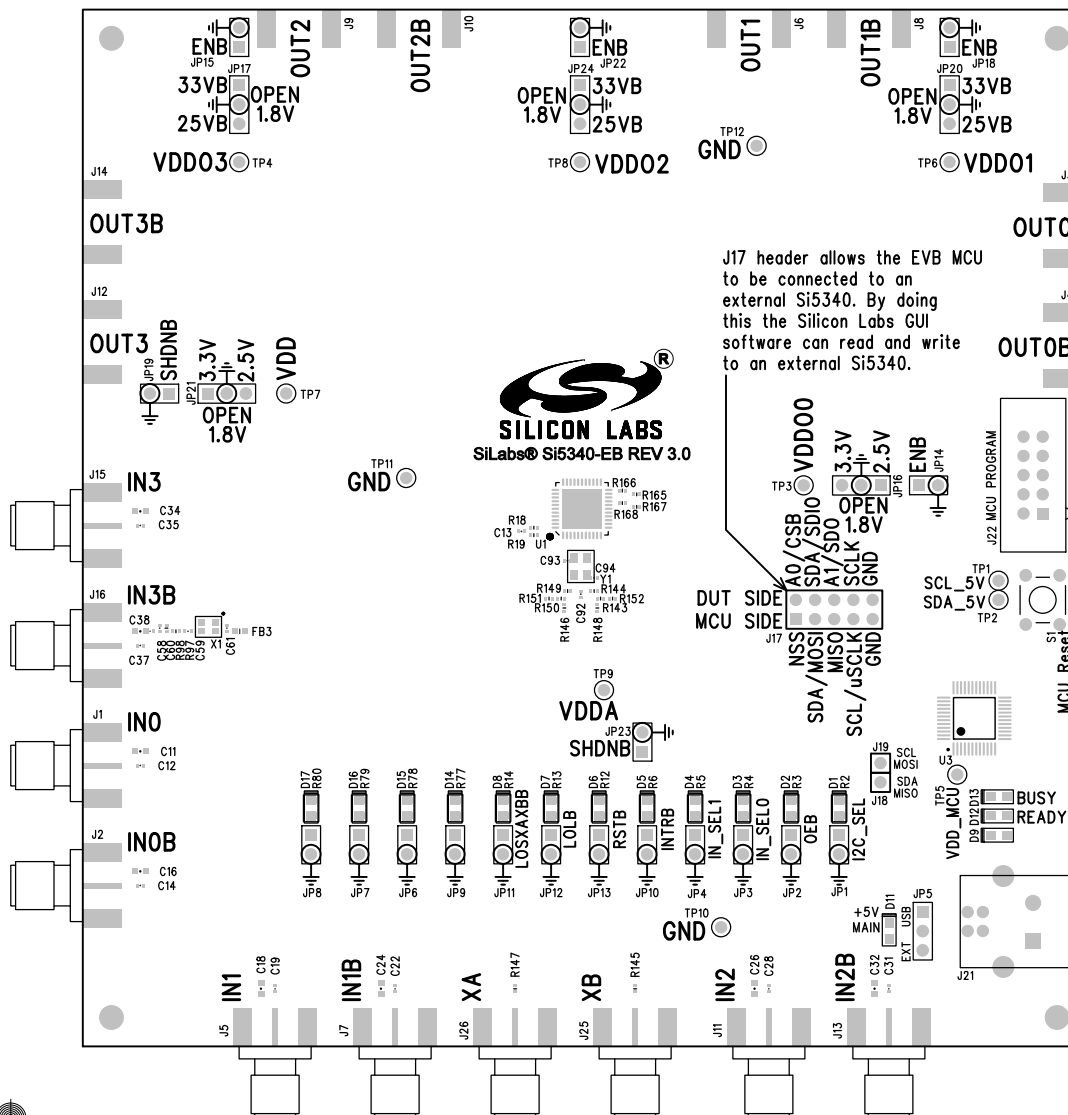 OUT2
J9
OUT2B
J10
OUT1
J6
OUT1B
J8
ENB
JP15
ENB
JP22
ENB
JP18
JP17
33VB
OPEN
1.8V
25VB
JP24
33VB
OPEN
1.8V
25VB
JP20
33VB
OPEN
1.8V
25VB
VDDO3
TP4
TP8
VDDO2
TP12
GND
TP6
VDDO1
J14
OUT3B
J12
OUT3
OUT0
OUT0B
J17 header allows the EVB MCU
to be connected to an
external Si5340. By doing
this the Silicon Labs GUI
software can read and write
to an external Si5340.
JP19
SHDNB
JP21
3.3V
2.5V
OPEN
1.8V
VDD
TP7
®
SILICON LABS
SiLabs® Si5340-EB REV 3.0
TP11
GND
TP3
VDDO0
3.3V
2.5V
JP16
OPEN
1.8V
ENB
JP14
J22 MCU PROGRAM
J15
IN3
C34
C35
R166
R165
R167
R168
R18
C13
R19
U1
C93
C94
Y1
R149
R144
R151
R152
R150
R143
C92
R146
R148
A0/CSB
SDA/SDIO
A1/SDO
SCLK
GND
DUT SIDE
MCU SIDE
J17
NSS
SDA/MOSI
MISO
SCL/uSCLK
GND
TP1
SCL_5V
SDA_5V
TP2
S1
MCU Reset
J16
IN3B
C38
C37
C58
C60
R98
R97
C59
X1
C61
FB3
TP9
VDDA
JP23
SHDNB
J1
IN0
C11
C12
J19
SCL
MOSI
SDA
MISO
J18
U3
TP5
VDD_MCU
D13
BUSY
D12
READY
D9
D17
R80
JP8
D16
R79
JP7
D15
R78
JP6
D14
R77
JP9
D8
R14
LOSXAXBB
JP11
D7
R13
LOLB
JP12
D6
R12
RSTB
JP13
D5
R6
INTRB
JP10
D4
R5
IN_SEL1
JP4
D3
R4
IN_SEL0
JP3
D2
R3
OEB
JP2
D1
R2
I2C_SEL
JP1
J2
IN0B
C16
C14
TP10
GND
+5V
MAIN
D11
JP5
USB
EXT
J21
IN1
C18
C19
J5
IN1B
C24
C22
J7
XA
R147
J26
XB
R145
J25
IN2
C26
C28
J11
IN2B
C32
C31
J13